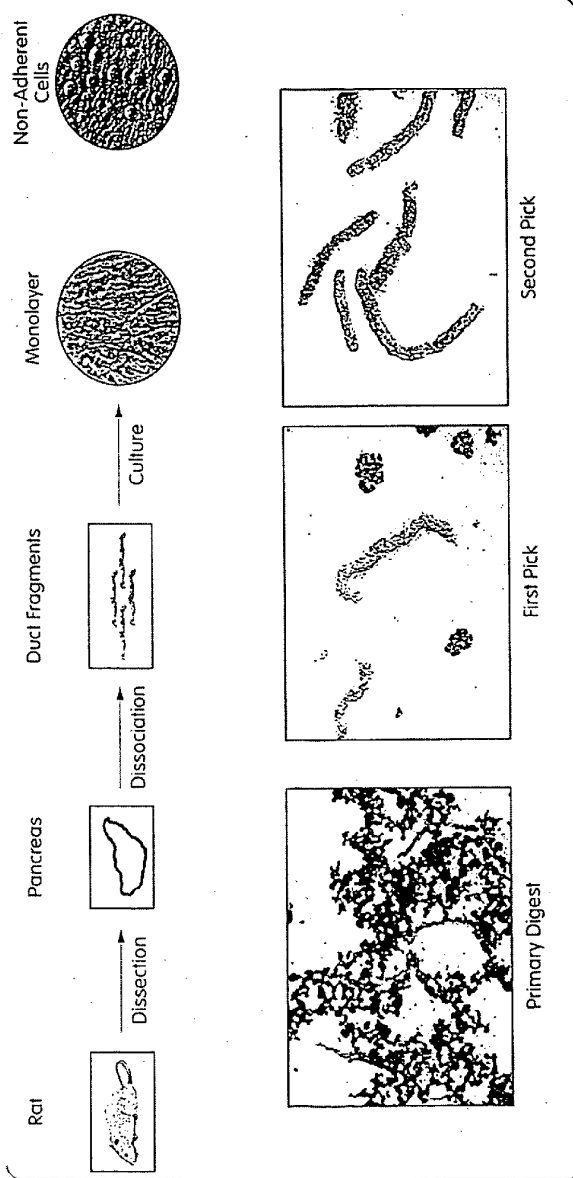 Rat
Pancreas
Duct Fragments
Monolayer
Non-Adherent
Cells
Dissection
Dissociation
Culture
Primary Digest
First Pick
Second Pick